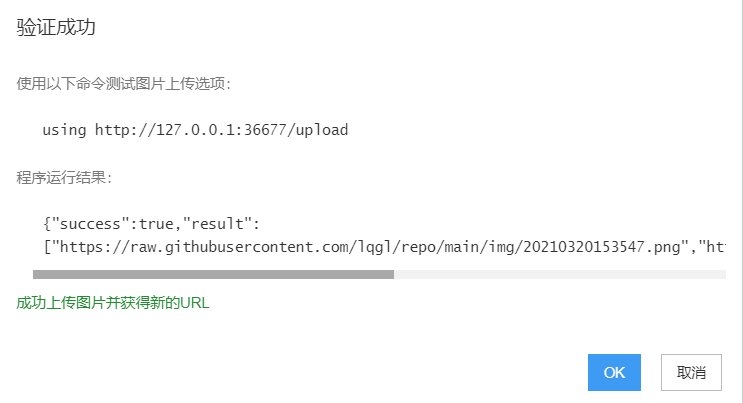 验证成功
使用以下命令测试图片上传选项：
using http://127.0.0.1:36677/upload
程序运行结果：
{"success":true,"result":
["https://raw.githubusercontent.com/lqgl/repo/main/img/20210320153547.png","ht
成功上传图片并获得新的URL
OK 取消